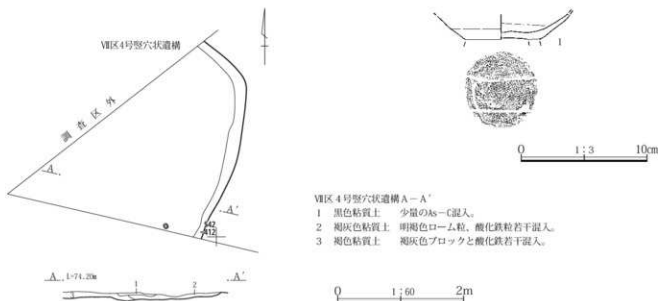 Ⅶ区4号竪穴状遺構
調査区外
A
A'
542
-412
A L=74.20m A'
1 2
3
1
0 1:3 10cm
Ⅶ区4号竪穴状遺構A-A'
1 黒色粘質土 少量のAs-C混入。
2 褐灰色粘質土 明褐色ローム粒、酸化鉄粒若干混入。
3 褐色粘質土 褐灰色ブロックと酸化鉄若干混入。
0 1:60 2m